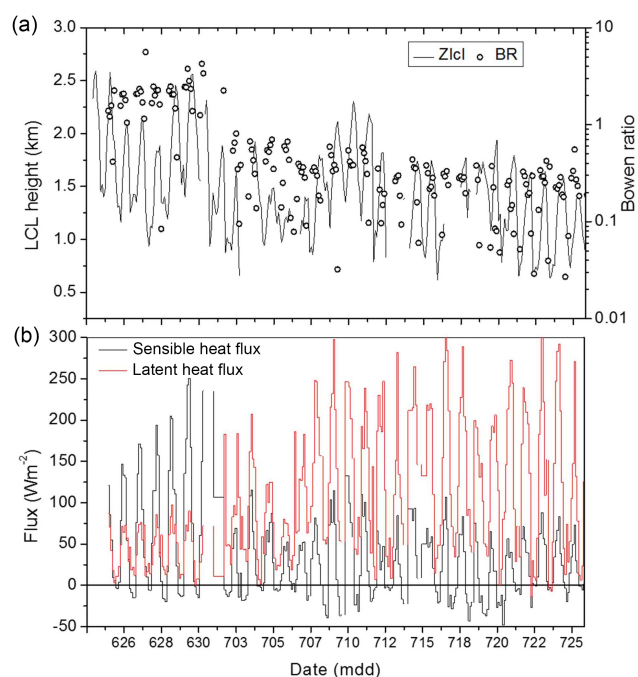 (a)
3.0
2.5
2.0
1.5
1.0
0.5
LCL height (km)
Zlcl BR
10
1
0.1
0.01
Bowen ratio
(b)
300
250
200
150
100
50
0
-50
Flux (Wm-2)
Sensible heat flux
Latent heat flux
626 628 630 703 705 707 710 712 715 717 720 722 725
Date (mdd)